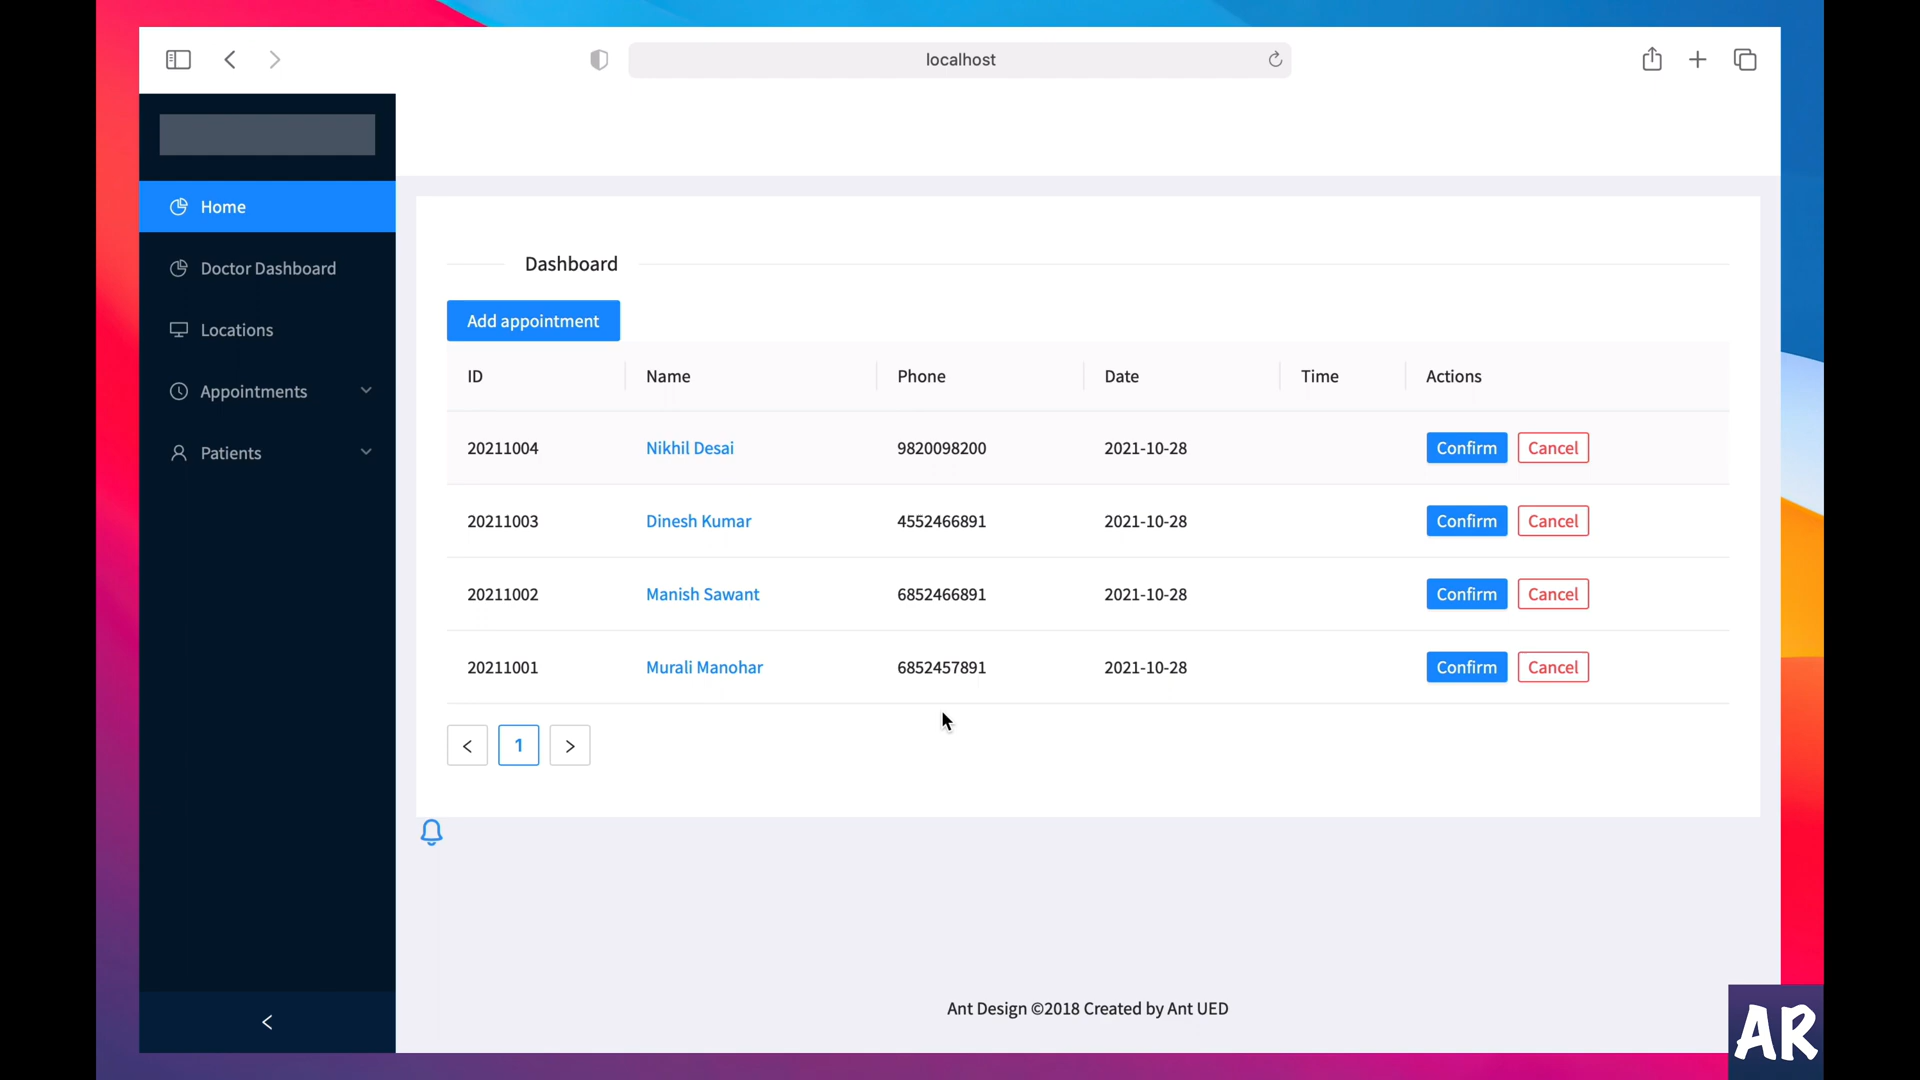 localhost
Home
Doctor Dashboard
Locations
Appointments
Patients
Dashboard
Add appointment
ID Name Phone Date Time Actions
20211004 Nikhil Desai 9820098200 2021-10-28 Confirm Cancel
20211003 Dinesh Kumar 4552466891 2021-10-28 Confirm Cancel
20211002 Manish Sawant 6852466891 2021-10-28 Confirm Cancel
20211001 Murali Manohar 6852457891 2021-10-28 Confirm Cancel
< 1 >
Ant Design ©2018 Created by Ant UED
AR